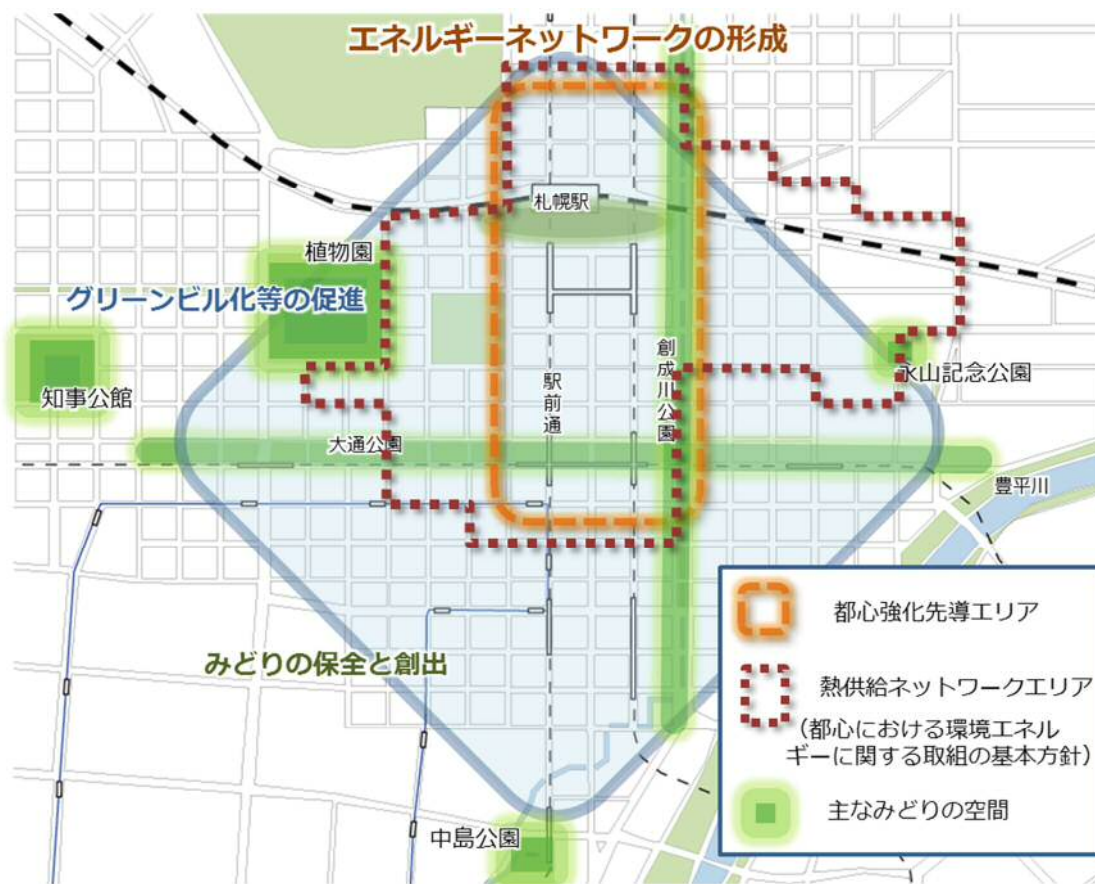 エネルギーネットワークの形成
札幌駅
植物園
グリーンビル化等の促進
創成川公園
永山記念公園
知事公館
駅前通
大通公園
豊平川
都心強化先導エリア
みどりの保全と創出
熱供給ネットワークエリア
（都心における環境エネル
ギーに関する取組の基本方針）
主なみどりの空間
中島公園